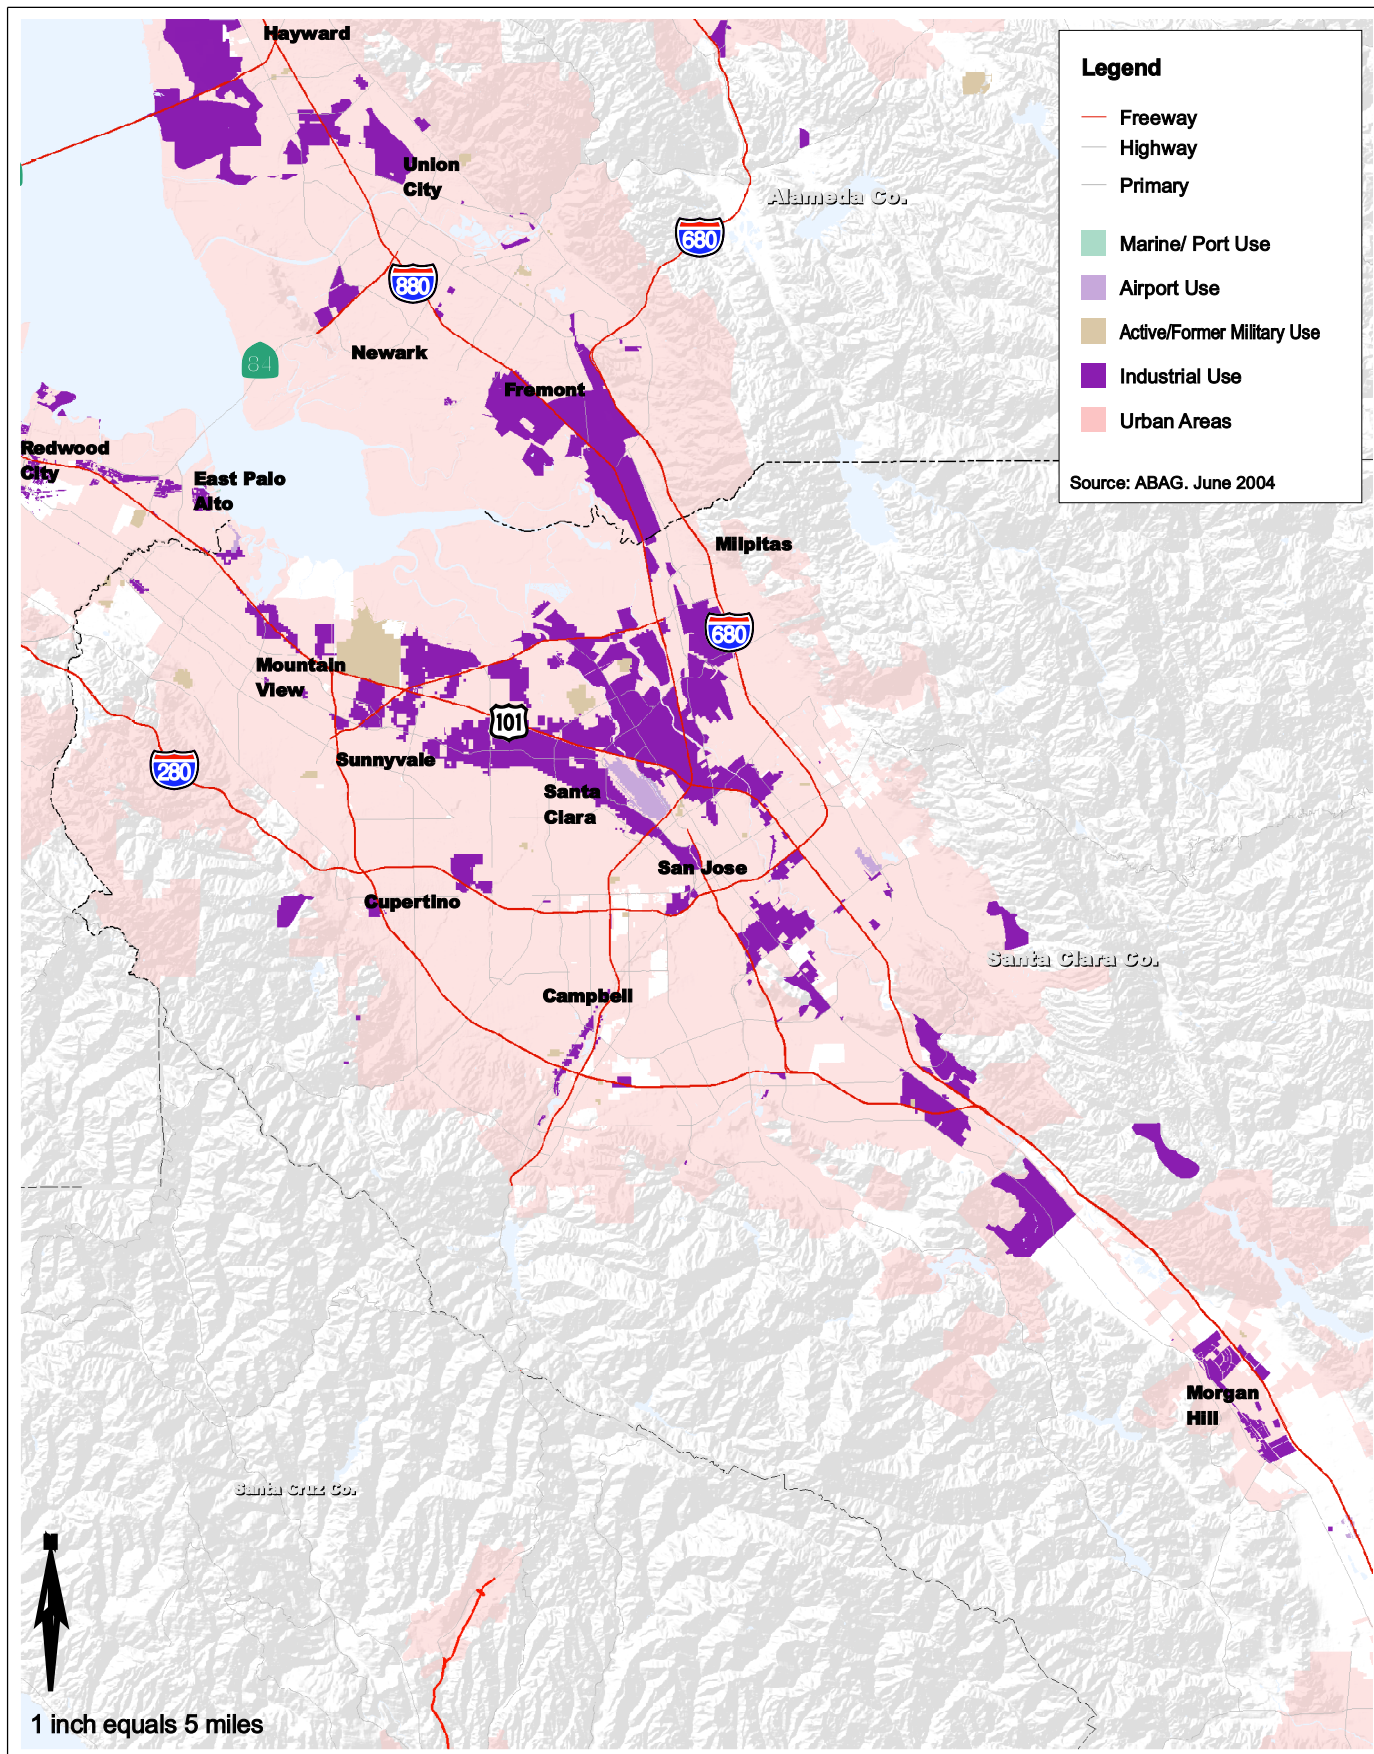 Hayward
Legend
Freeway
Highway
Union
City
Primary
Alameda Co.
680
Marine/ Port Use
880
Airport Use
Active/Former Military Use
Newark
84
Industrial Use
Fremont
Urban Areas
Redwood
City
East Palo
Alto
Source: ABAG. June 2004
Milpitas
680
Mountain
View
101
Sunnyvale
280
Santa
Clara
San Jose
Cupertino
Santa Clara Co.
Campbell
Morgan
Hill
Santa Cruz Co.
N
1 inch equals 5 miles